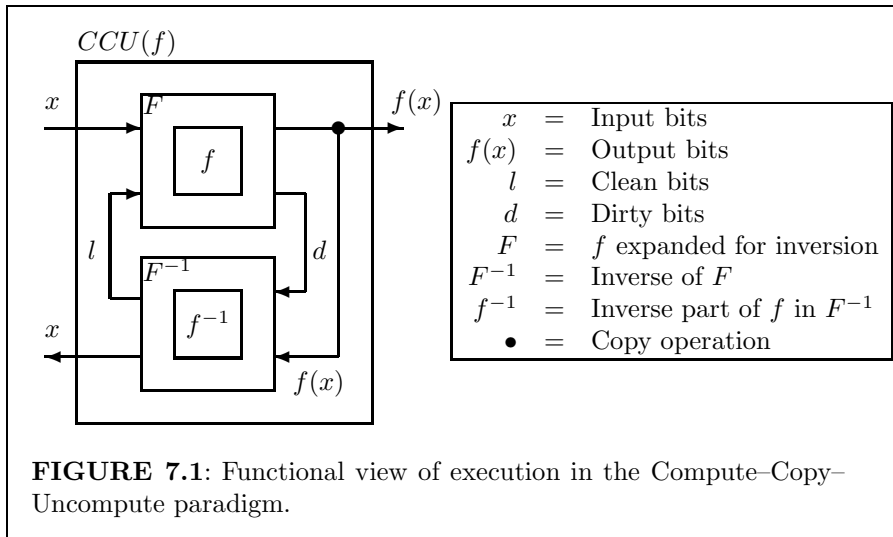 CCU(f)
x
F
f(x)
f
l
d
F⁻¹
f⁻¹
x
f(x)
x = Input bits
f(x) = Output bits
l = Clean bits
d = Dirty bits
F = f expanded for inversion
F⁻¹ = Inverse of F
f⁻¹ = Inverse part of f in F⁻¹
• = Copy operation
FIGURE 7.1: Functional view of execution in the Compute–Copy–
Uncompute paradigm.